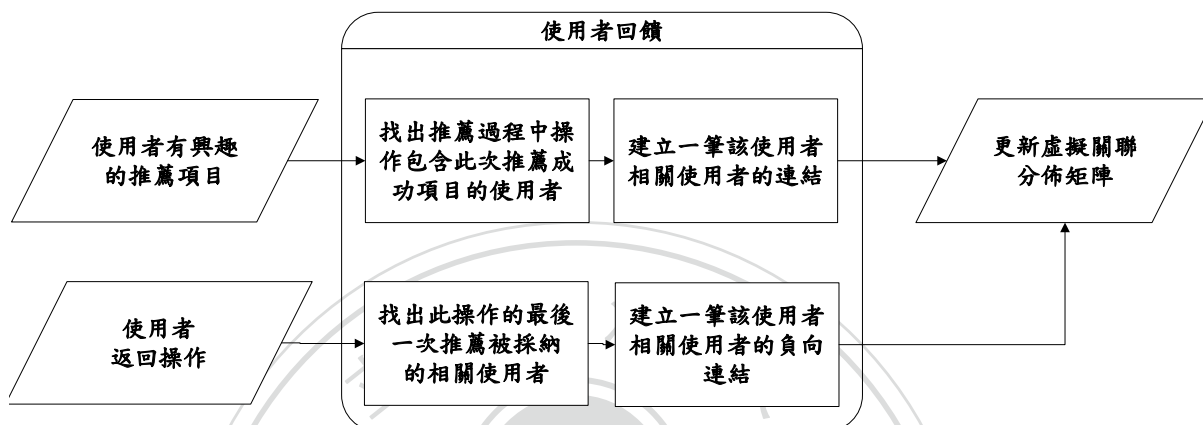 使用者回饋
使用者有興趣
的推薦項目
找出推薦過程中操
作包含此次推薦成
功項目的使用者
建立一筆該使用者
相關使用者的連結
更新虛擬關聯
分佈矩陣
使用者
返回操作
找出此操作的最後
一次推薦被採納
的相關使用者
建立一筆該使用者
相關使用者的負向
連結